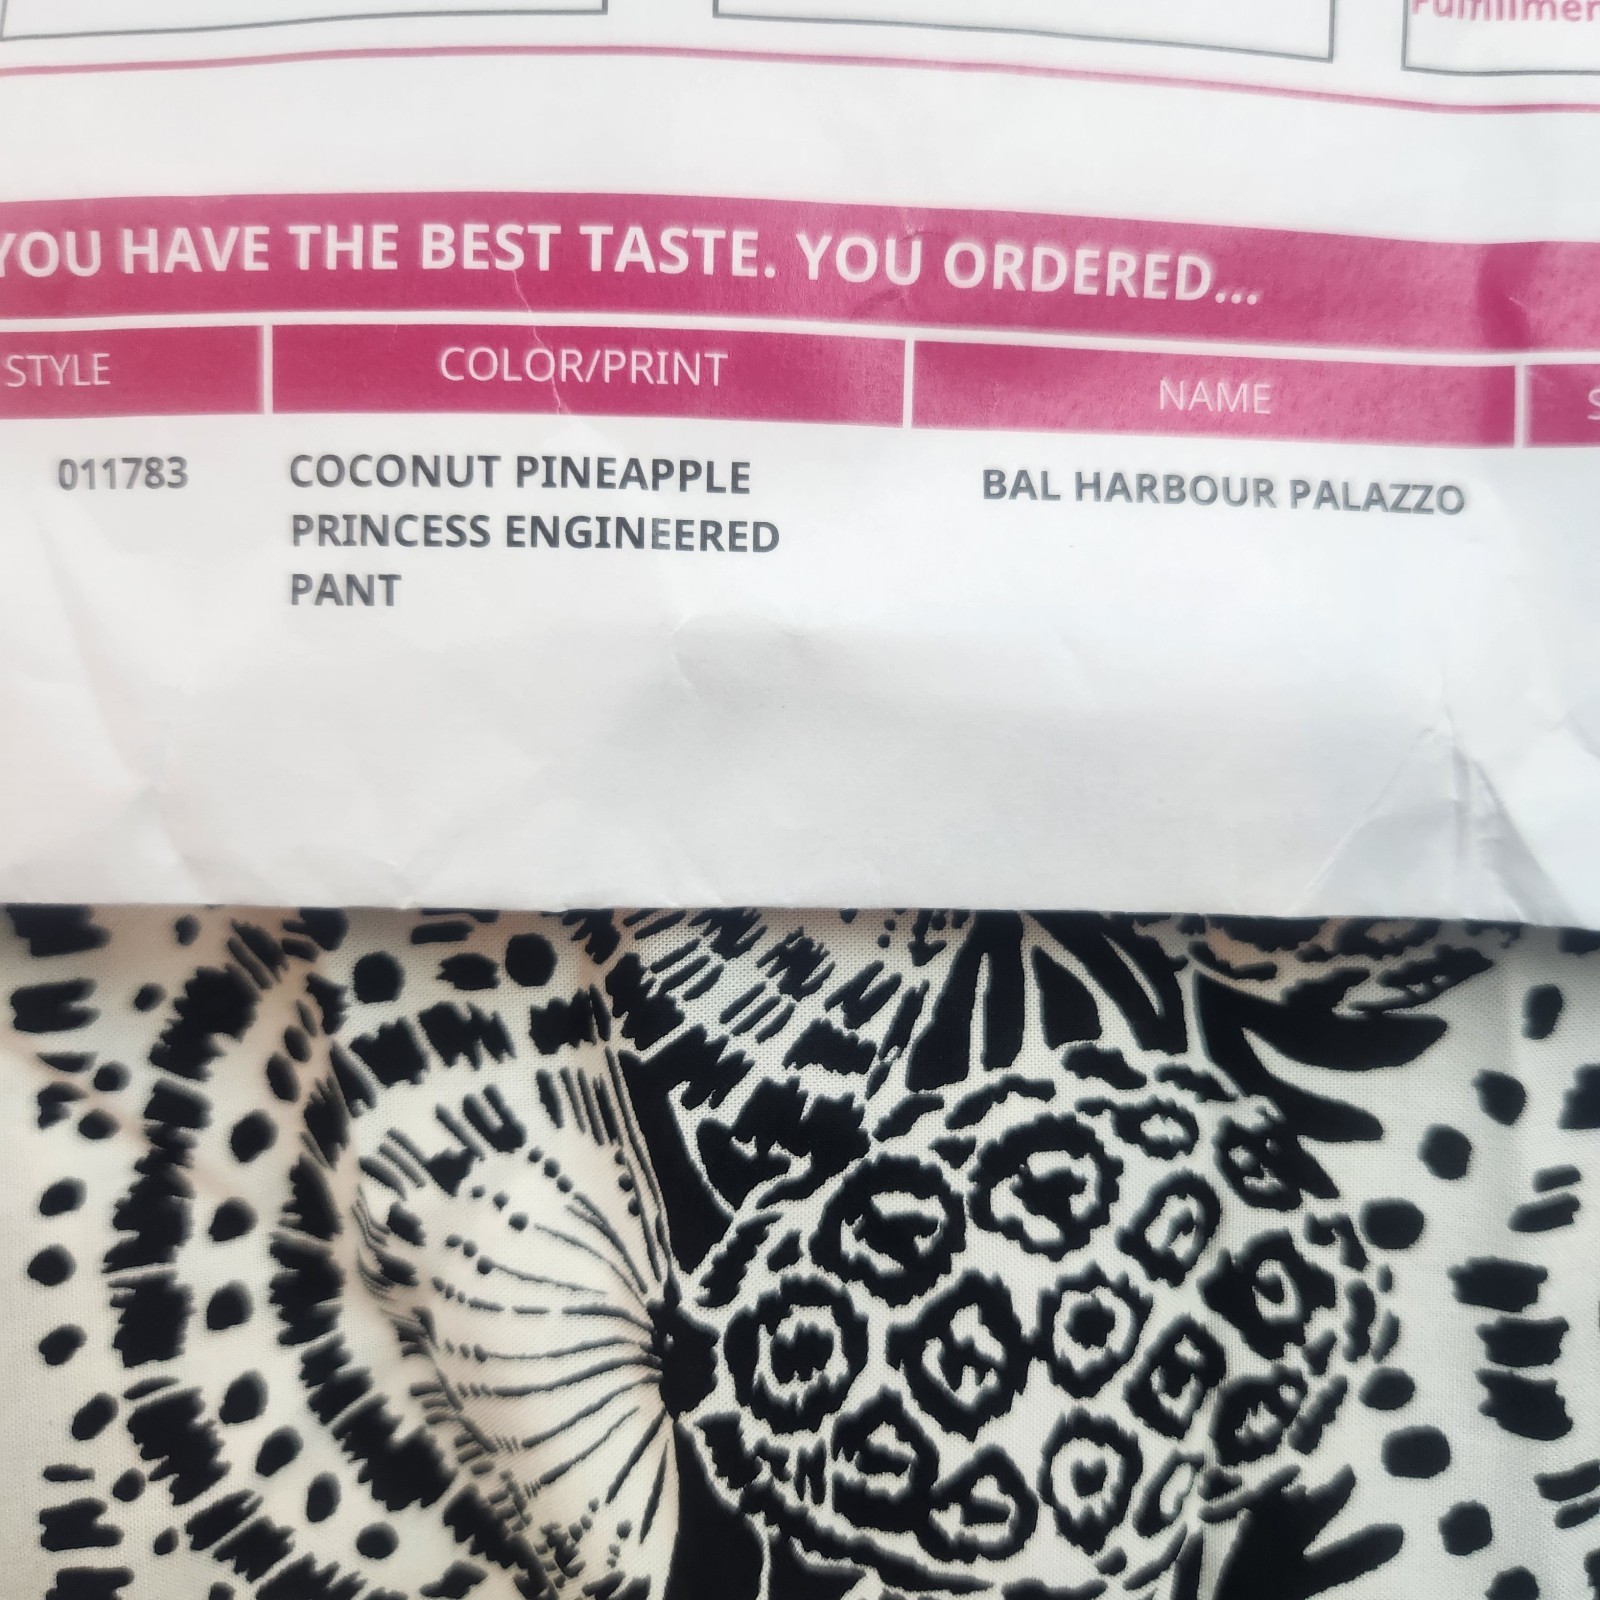 YOU HAVE THE BEST TASTE. YOU ORDERED...
STYLE COLOR/PRINT NAME
011783 COCONUT PINEAPPLE BAL HARBOUR PALAZZO
PRINCESS ENGINEERED
PANT